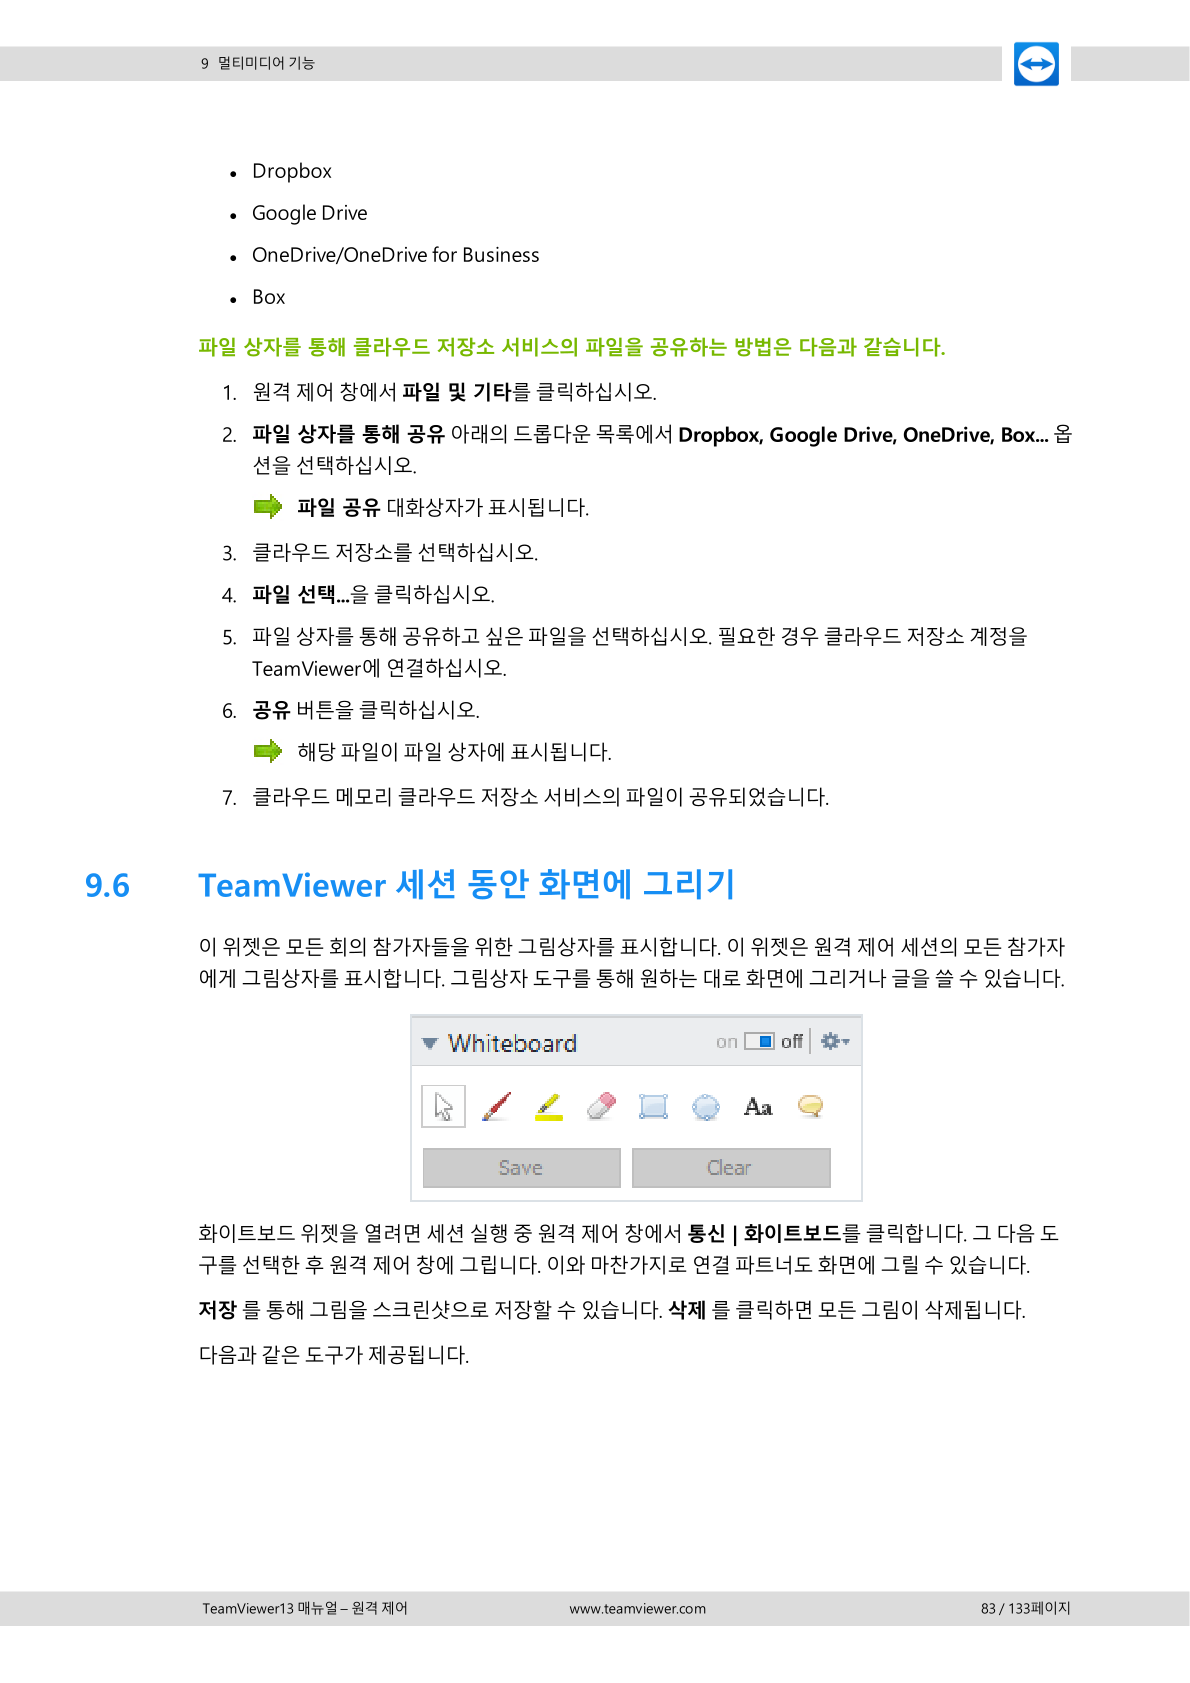 9 멀티미디어 기능
• Dropbox
• Google Drive
• OneDrive/OneDrive for Business
• Box
파일 상자를 통해 클라우드 저장소 서비스의 파일을 공유하는 방법은 다음과 같습니다.
1. 원격 제어 창에서 파일 및 기타를 클릭하십시오.
2. 파일 상자를 통해 공유 아래의 드롭다운 목록에서 Dropbox, Google Drive, OneDrive, Box... 옵
션을 선택하십시오.
파일 공유 대화상자가 표시됩니다.
3. 클라우드 저장소를 선택하십시오.
4. 파일 선택...을 클릭하십시오.
5. 파일 상자를 통해 공유하고 싶은 파일을 선택하십시오. 필요한 경우 클라우드 저장소 계정을
TeamViewer에 연결하십시오.
6. 공유 버튼을 클릭하십시오.
해당 파일이 파일 상자에 표시됩니다.
7. 클라우드 메모리 클라우드 저장소 서비스의 파일이 공유되었습니다.
9.6 TeamViewer 세션 동안 화면에 그리기
이 위젯은 모든 회의 참가자들을 위한 그림상자를 표시합니다. 이 위젯은 원격 제어 세션의 모든 참가자
에게 그림상자를 표시합니다. 그림상자 도구를 통해 원하는 대로 화면에 그리거나 글을 쓸 수 있습니다.
Whiteboard on off
Aa
Save Clear
화이트보드 위젯을 열려면 세션 실행 중 원격 제어 창에서 통신 | 화이트보드를 클릭합니다. 그 다음 도
구를 선택한 후 원격 제어 창에 그립니다. 이와 마찬가지로 연결 파트너도 화면에 그릴 수 있습니다.
저장 를 통해 그림을 스크린샷으로 저장할 수 있습니다. 삭제 를 클릭하면 모든 그림이 삭제됩니다.
다음과 같은 도구가 제공됩니다.
TeamViewer13 매뉴얼 – 원격 제어 www.teamviewer.com 83 / 133페이지